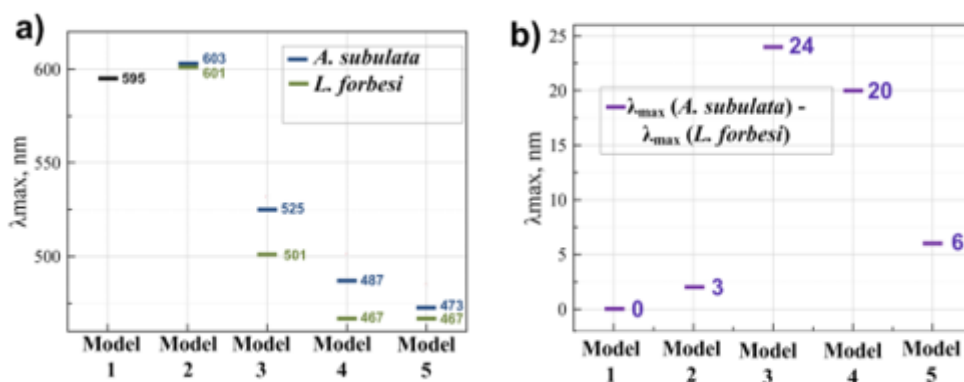 a)
λmax, nm
600
550
500
595
603
601
525
501
487
467
473
467
A. subulata
L. forbesi
Model 1
Model 2
Model 3
Model 4
Model 5
b)
λmax, nm
25
20
15
10
5
0
0
3
24
20
6
λmax (A. subulata) -
λmax (L. forbesi)
Model 1
Model 2
Model 3
Model 4
Model 5